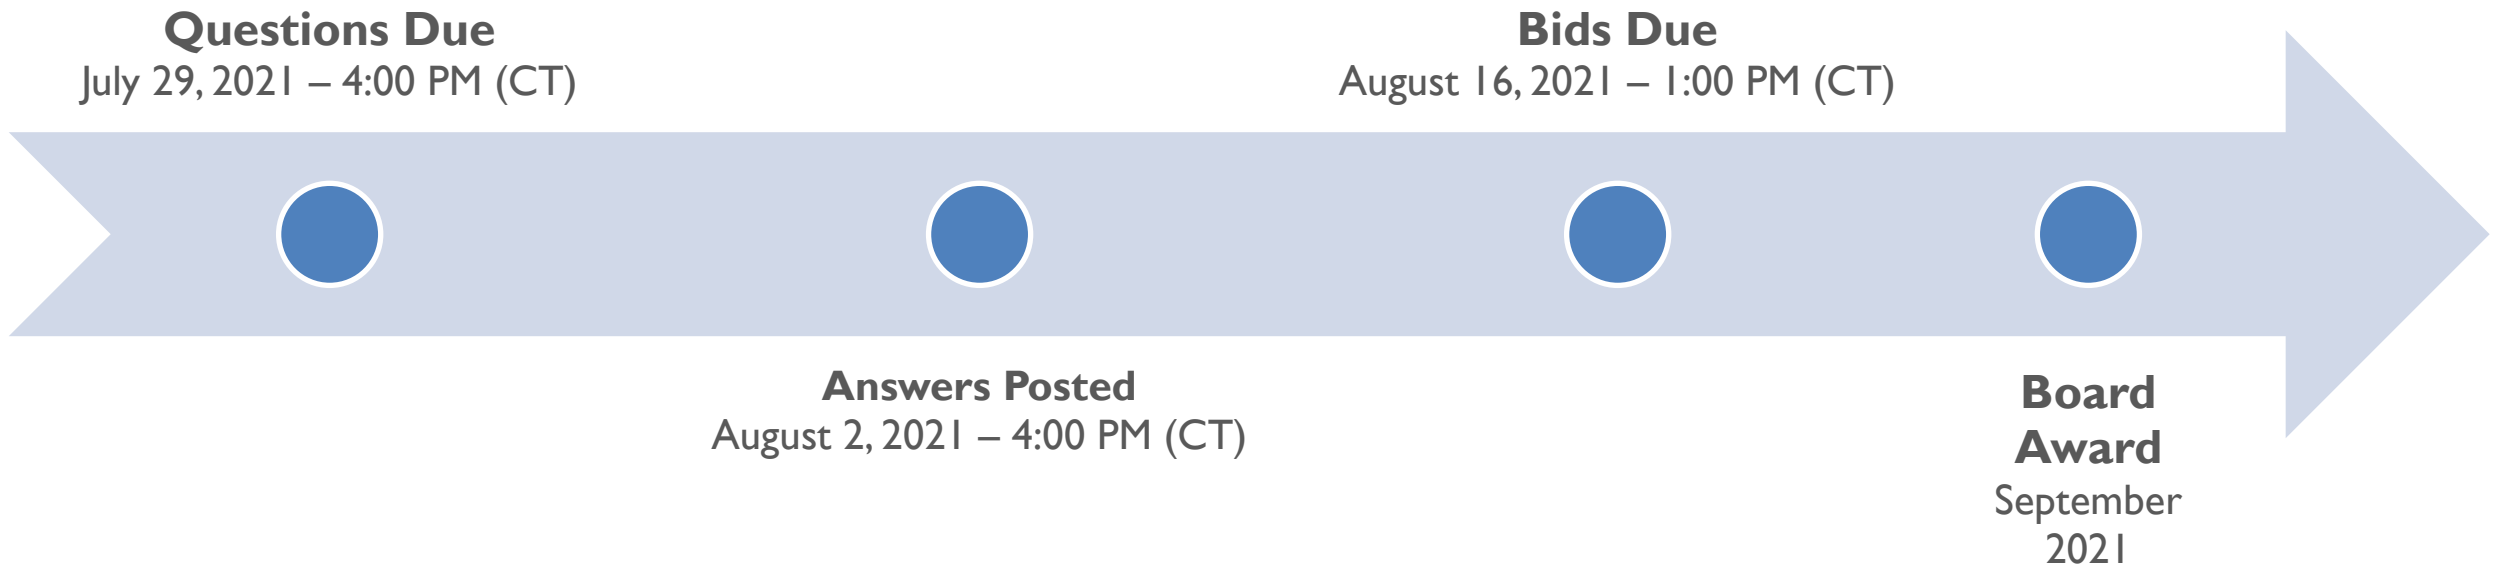 Questions Due
July 29, 2021 – 4:00 PM (CT)
Answers Posted
August 2, 2021 – 4:00 PM (CT)
Bids Due
August 16, 2021 – 1:00 PM (CT)
Board
Award
September
2021